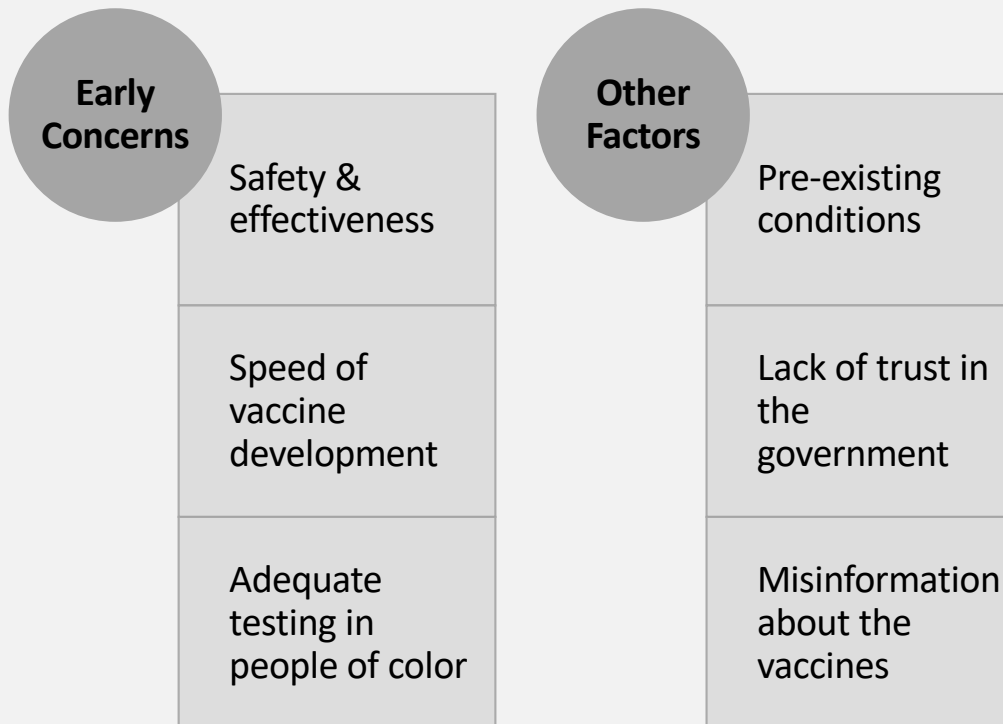 Early
Concerns
Safety &
effectiveness
Speed of
vaccine
development
Adequate
testing in
people of color
Other
Factors
Pre-existing
conditions
Lack of trust in
the
government
Misinformation
about the
vaccines